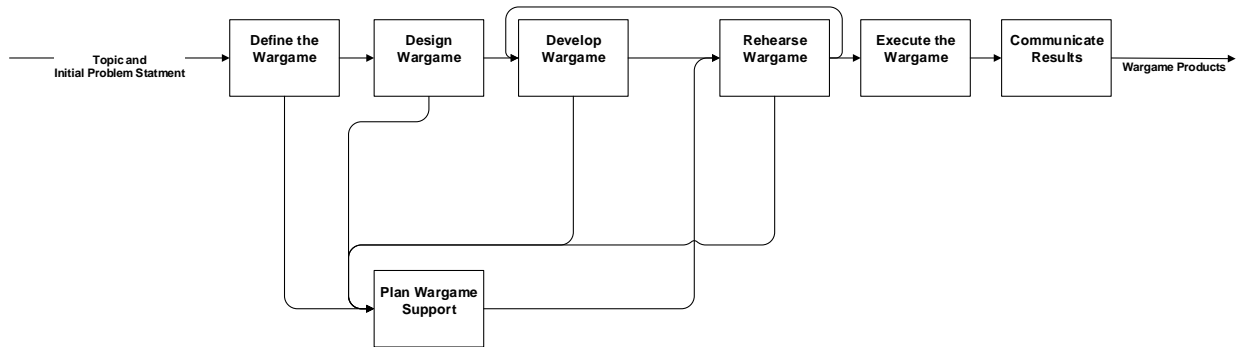 Topic and
Initial Problem Statment
Define the
Wargame
Design
Wargame
Develop
Wargame
Rehearse
Wargame
Execute the
Wargame
Communicate
Results
Wargame Products
Plan Wargame
Support